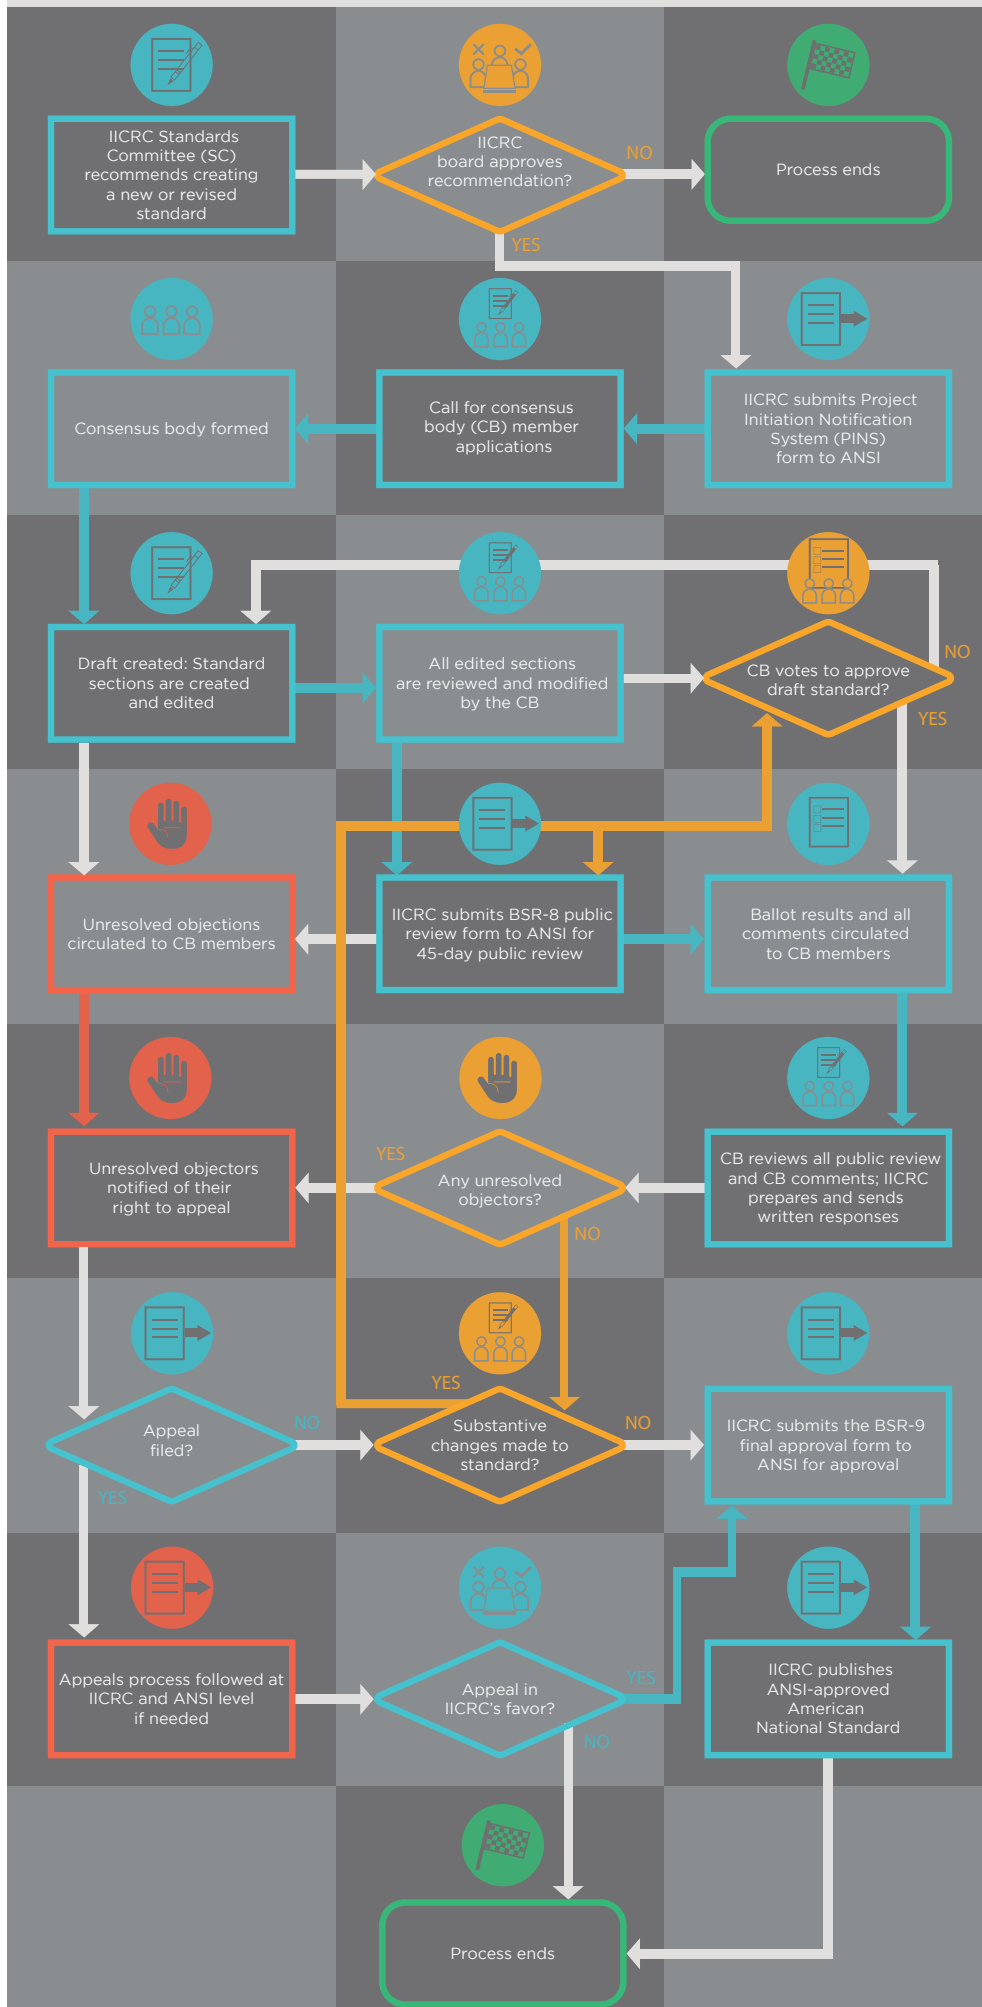 IICRC Standards
Committee (SC)
recommends creating
a new or revised
standard
IICRC
board approves
recommendation?
NO
YES
Process ends
Consensus body formed
Call for consensus
body (CB) member
applications
IICRC submits Project
Initiation Notification
System (PINS)
form to ANSI
Draft created: Standard
sections are created
and edited
All edited sections
are reviewed and modified
by the CB
CB votes to approve
draft standard?
NO
YES
Unresolved objections
circulated to CB members
IICRC submits BSR-8 public
review form to ANSI for
45-day public review
Ballot results and all
comments circulated
to CB members
Unresolved objectors
notified of their
right to appeal
YES
Any unresolved
objectors?
NO
CB reviews all public review
and CB comments; IICRC
prepares and sends
written responses
Appeal
filed?
NO
YES
YES
Substantive
changes made to
standard?
NO
IICRC submits the BSR-9
final approval form to
ANSI for approval
Appeals process followed at
IICRC and ANSI level
if needed
Appeal in
IICRC's favor?
YES
NO
IICRC publishes
ANSI-approved
American
National Standard
Process ends